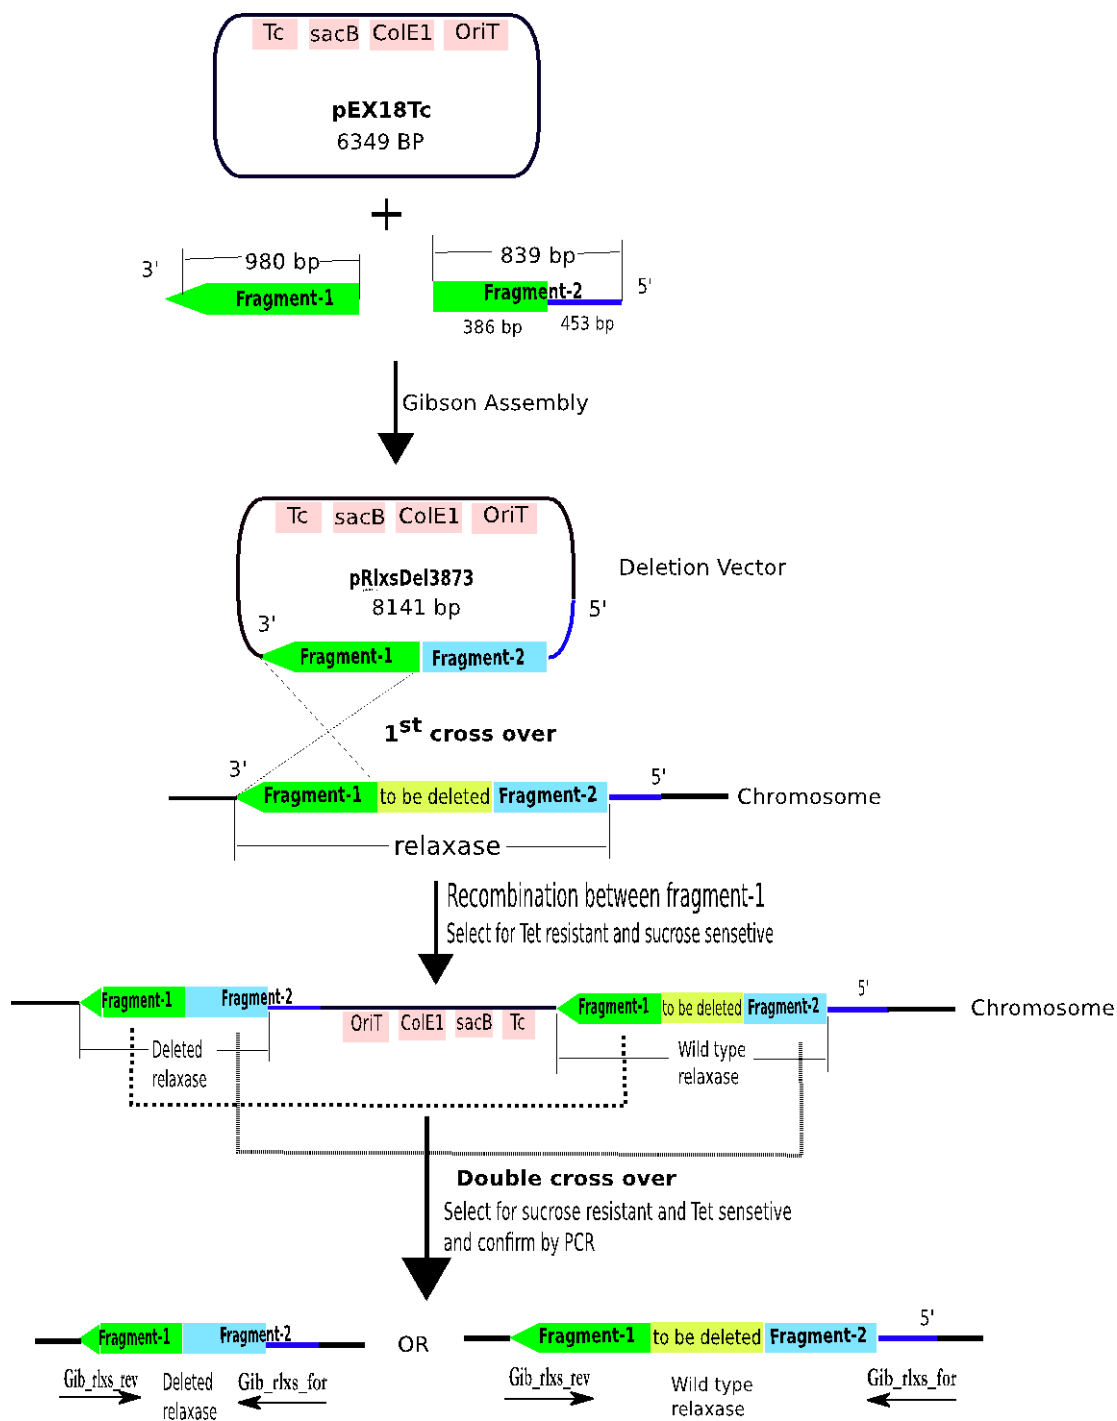 Tc sacB ColE1 OriT
pEX18Tc
6349 BP
+
3' 980 bp 839 bp 5'
Fragment-1 Fragment-2
386 bp 453 bp
Gibson Assembly
Tc sacB ColE1 OriT
pRlxsDel3873
8141 bp
Deletion Vector
3' 5'
Fragment-1 Fragment-2
1st cross over
3' 5'
Fragment-1 to be deleted Fragment-2 Chromosome
relaxase
Recombination between fragment-1
Select for Tet resistant and sucrose sensetive
5'
Fragment-1 Fragment-2 Fragment-1 to be deleted Fragment-2 Chromosome
OriT ColE1 sacB Tc
Deleted relaxase
Wild type relaxase
Double cross over
Select for sucrose resistant and Tet sensetive
and confirm by PCR
5'
Fragment-1 Fragment-2 OR Fragment-1 to be deleted Fragment-2
Gib_rlxs_rev Deleted relaxase Gib_rlxs_for
Gib_rlxs_rev Wild type relaxase Gib_rlxs_for